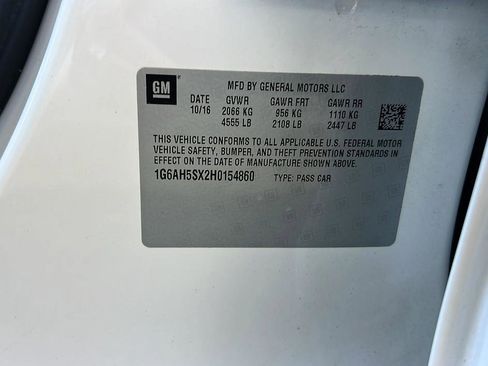 GM
MFD BY GENERAL MOTORS LLC
DATE GVWR GAWR FRT GAWR RR
10/16 2066 KG 956 KG 1110 KG
4555 LB 2108 LB 2447 LB
THIS VEHICLE CONFORMS TO ALL APPLICABLE U.S. FEDERAL MOTOR
VEHICLE SAFETY, BUMPER, AND THEFT PREVENTION STANDARDS IN
EFFECT ON THE DATE OF MANUFACTURE SHOWN ABOVE.
1G6AH5SX2H0154860 TYPE: PASS CAR